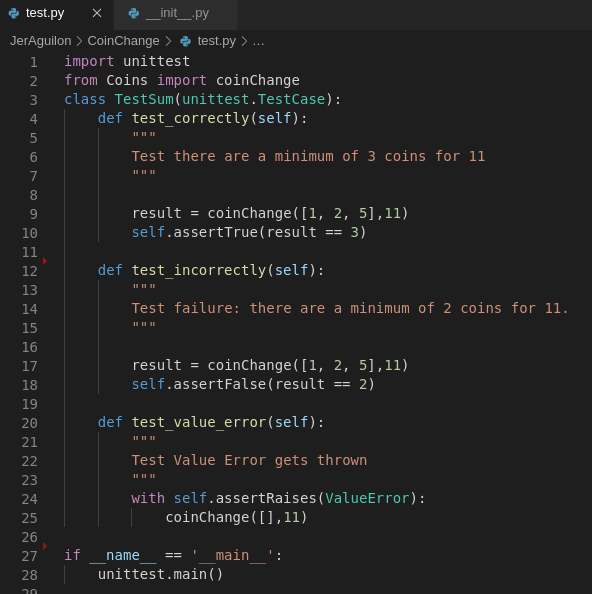 test.py __init__.py
JerAguilon > CoinChange > test.py > ...
1 import unittest
2 from Coins import coinChange
3 class TestSum(unittest.TestCase):
4     def test_correctly(self):
5         """
6         Test there are a minimum of 3 coins for 11
7         """
8
9         result = coinChange([1, 2, 5],11)
10         self.assertTrue(result == 3)
11
12     def test_incorrectly(self):
13         """
14         Test failure: there are a minimum of 2 coins for 11.
15         """
16
17         result = coinChange([1, 2, 5],11)
18         self.assertFalse(result == 2)
19
20     def test_value_error(self):
21         """
22         Test Value Error gets thrown
23         """
24         with self.assertRaises(ValueError):
25             coinChange([],11)
26
27 if __name__ == '__main__':
28     unittest.main()
29